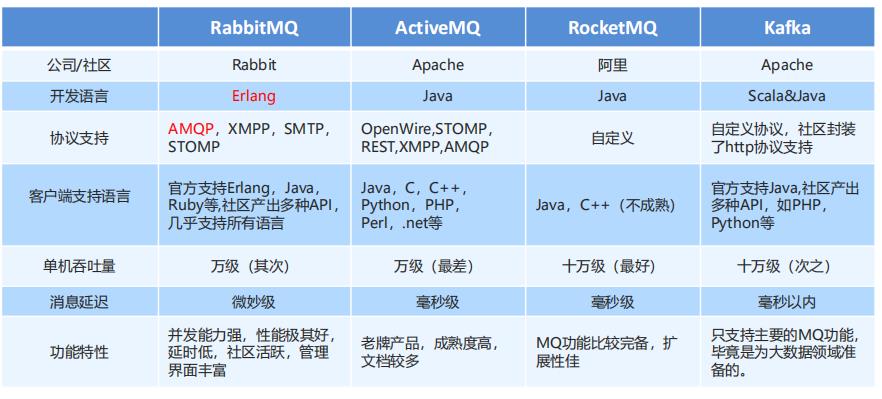 RabbitMQ ActiveMQ RocketMQ Kafka
公司/社区 Rabbit Apache 阿里 Apache
开发语言 Erlang Java Java Scala&Java
协议支持
AMQP，XMPP，SMTP，
STOMP
OpenWire,STOMP，
REST,XMPP,AMQP
自定义
自定义协议，社区封装
了http协议支持
客户端支持语言
官方支持Erlang，Java，
Ruby等,社区产出多种API，
几乎支持所有语言
Java，C，C++，
Python，PHP，
Perl，.net等
Java，C++（不成熟）
官方支持Java,社区产出
多种API，如PHP，
Python等
单机吞吐量 万级（其次） 万级（最差） 十万级（最好） 十万级（次之）
消息延迟 微妙级 毫秒级 毫秒级 毫秒以内
功能特性
并发能力强，性能极其好，
延时低，社区活跃，管理
界面丰富
老牌产品，成熟度高，
文档较多
MQ功能比较完备，扩
展性佳
只支持主要的MQ功能，
毕竟是为大数据领域准
备的。